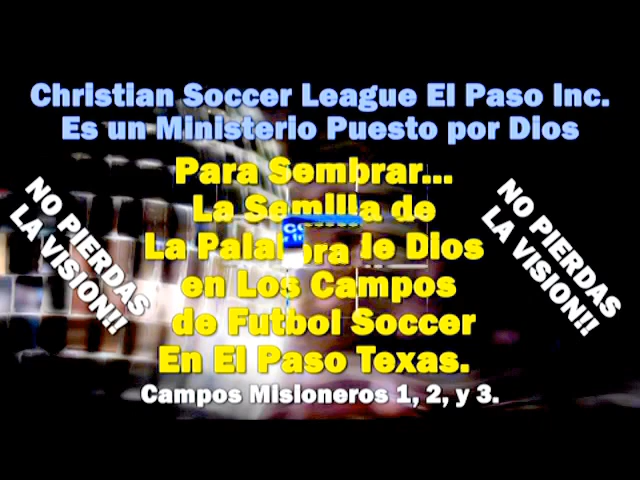 Christian Soccer League El Paso Inc.
Es un Ministerio Puesto por Dios
Para Sembrar...
La Semilla de
La Palabra de Dios
en Los Campos
de Futbol Soccer
En El Paso Texas.
Campos Misioneros 1, 2, y 3.
NO PIERDAS
LA VISION!!
NO PIERDAS
LA VISION!!